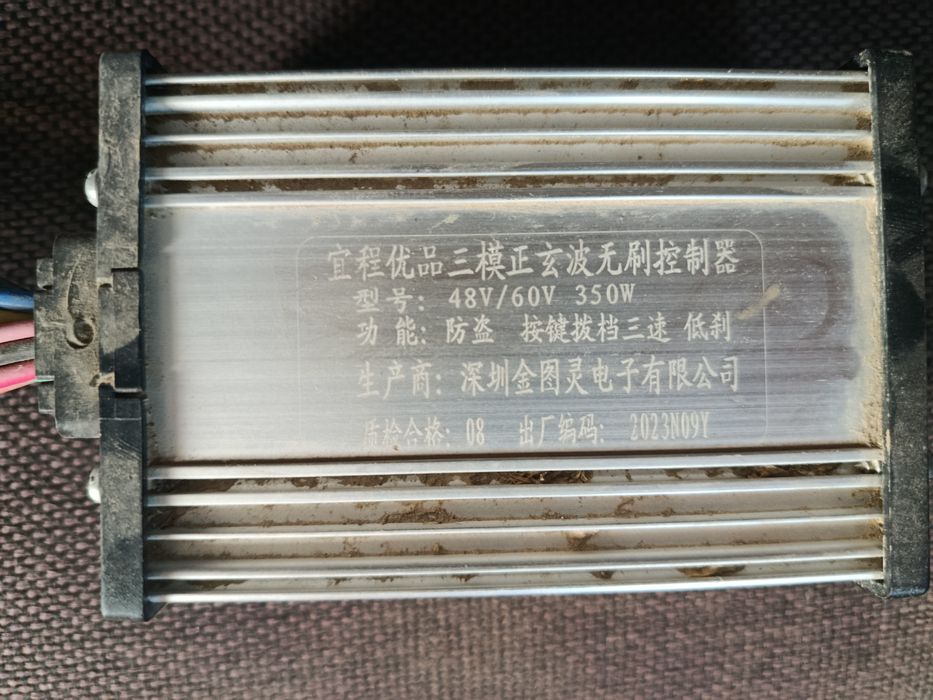 宜程优品三模正玄波无刷控制器
型号: 48V/60V 350W
功能: 防盗 按键拨档三速 低刹
生产商: 深圳金图灵电子有限公司
质检合格: 08 出厂编码: 2023N09Y